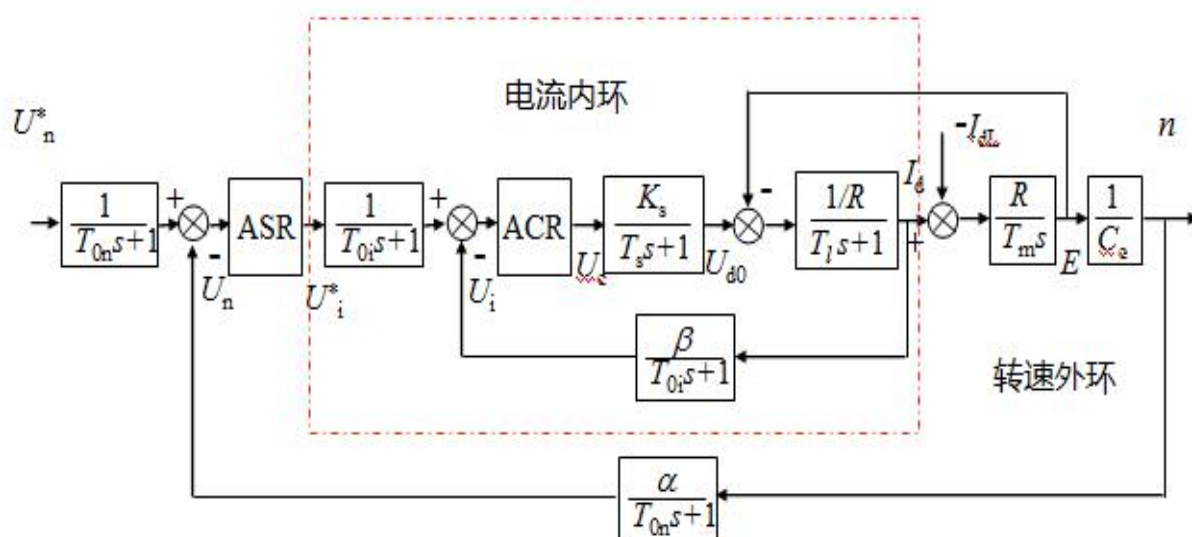 电流内环
U*n
-IdL
n
1/(T0ns+1)
+
-
ASR
1/(T0is+1)
+
-
ACR
Ks/(Tss+1)
-
(1/R)/(Tls+1)
Id
+
R/(Tms)
1/Ce
Un
U*i
Ui
Uc
Ud0
E
β/(T0is+1)
转速外环
α/(T0ns+1)